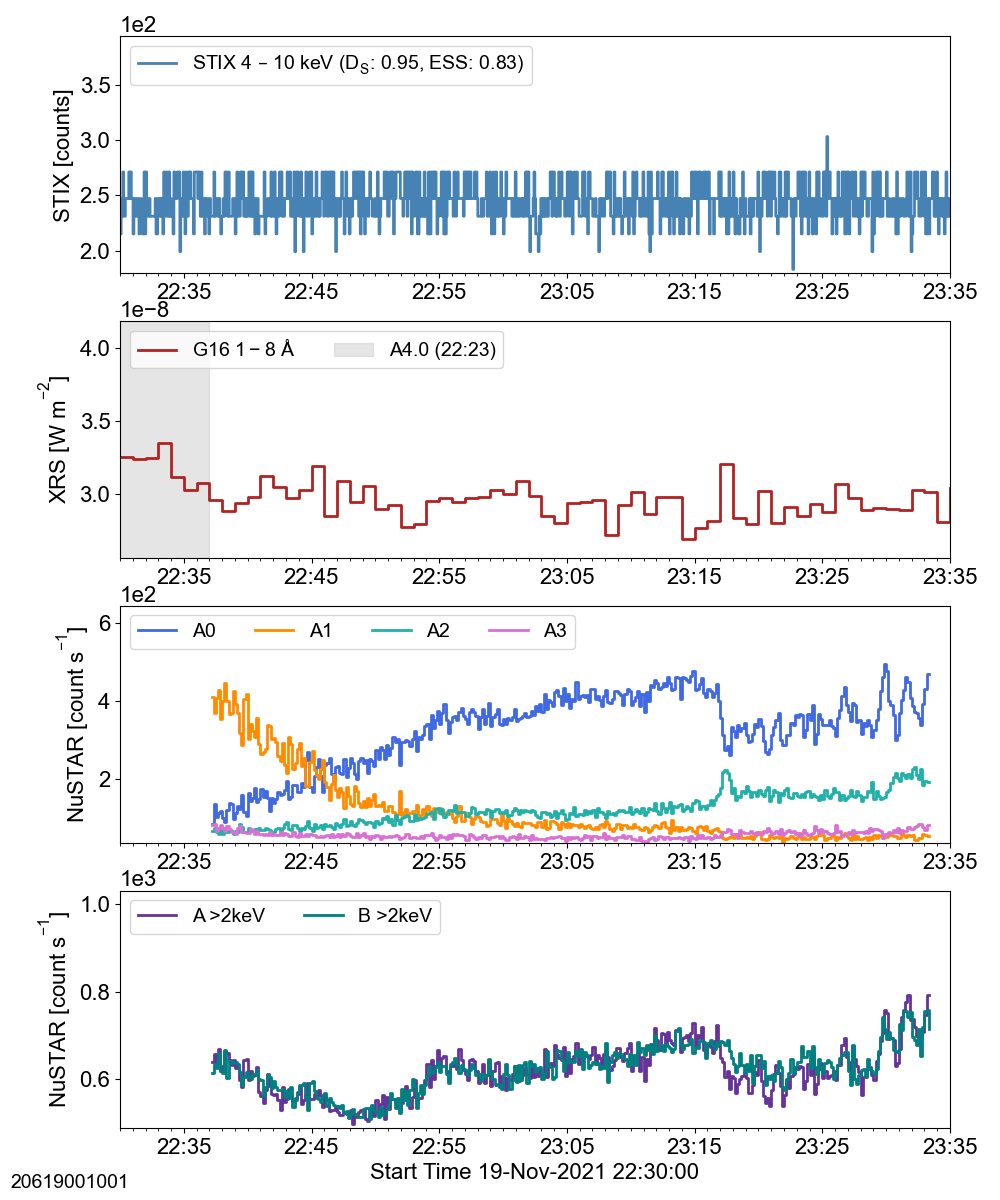 1e2
STIX 4 – 10 keV (DS: 0.95, ESS: 0.83)
STIX [counts]
3.5
3.0
2.5
2.0
22:35 22:45 22:55 23:05 23:15 23:25 23:35
1e−8
G16 1 – 8 Å A4.0 (22:23)
XRS [W m−2]
4.0
3.5
3.0
22:35 22:45 22:55 23:05 23:15 23:25 23:35
1e2
A0 A1 A2 A3
NuSTAR [count s−1]
6
4
2
22:35 22:45 22:55 23:05 23:15 23:25 23:35
1e3
A >2keV B >2keV
NuSTAR [count s−1]
1.0
0.8
0.6
22:35 22:45 22:55 23:05 23:15 23:25 23:35
Start Time 19-Nov-2021 22:30:00
20619001001